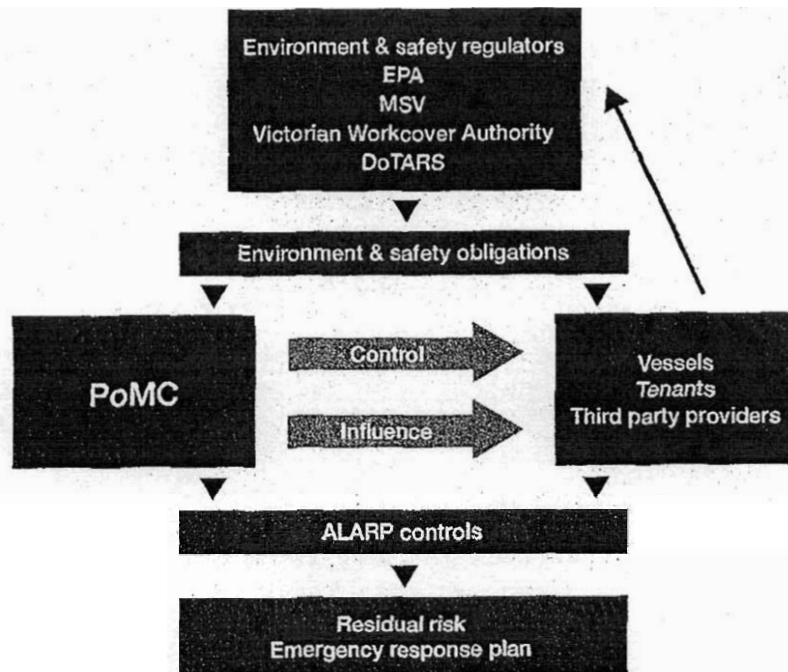 Environment & safety regulators
EPA
MSV
Victorian Workcover Authority
DoTARS
Environment & safety obligations
PoMC
Control
Influence
Vessels
Tenants
Third party providers
ALARP controls
Residual risk
Emergency response plan